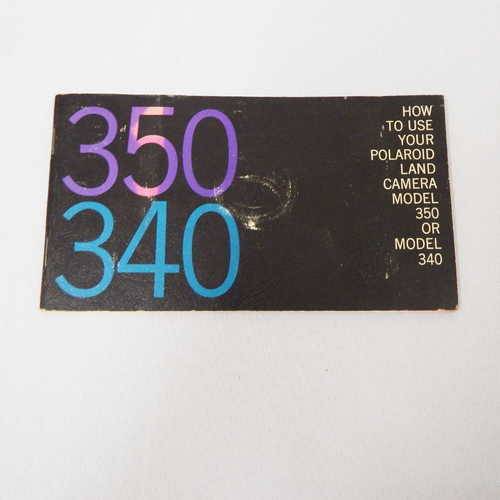 350
340
HOW
TO USE
YOUR
POLAROID
LAND
CAMERA
MODEL
350
OR
MODEL
340